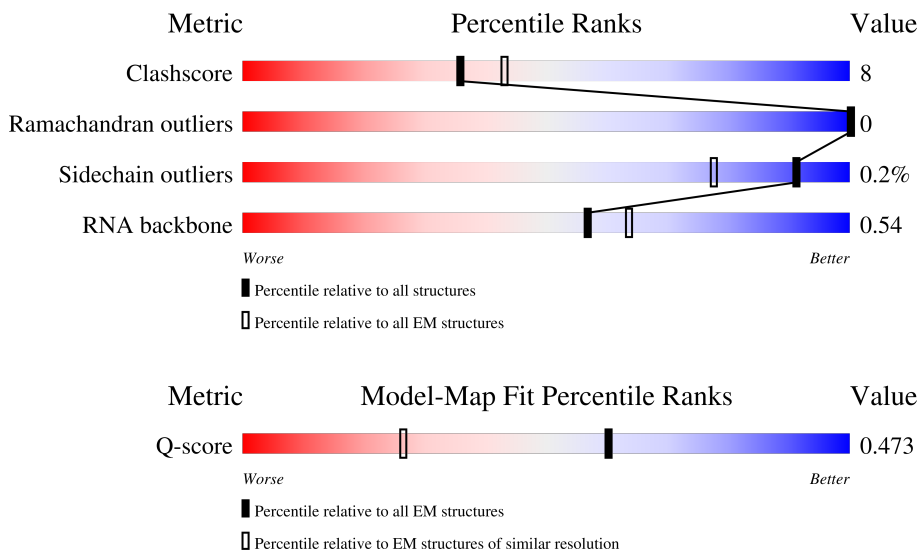 Metric Percentile Ranks Value
Clashscore 8
Ramachandran outliers 0
Sidechain outliers 0.2%
RNA backbone 0.54
Worse Better
Percentile relative to all structures
Percentile relative to all EM structures
Metric Model-Map Fit Percentile Ranks Value
Q-score 0.473
Worse Better
Percentile relative to all EM structures
Percentile relative to EM structures of similar resolution